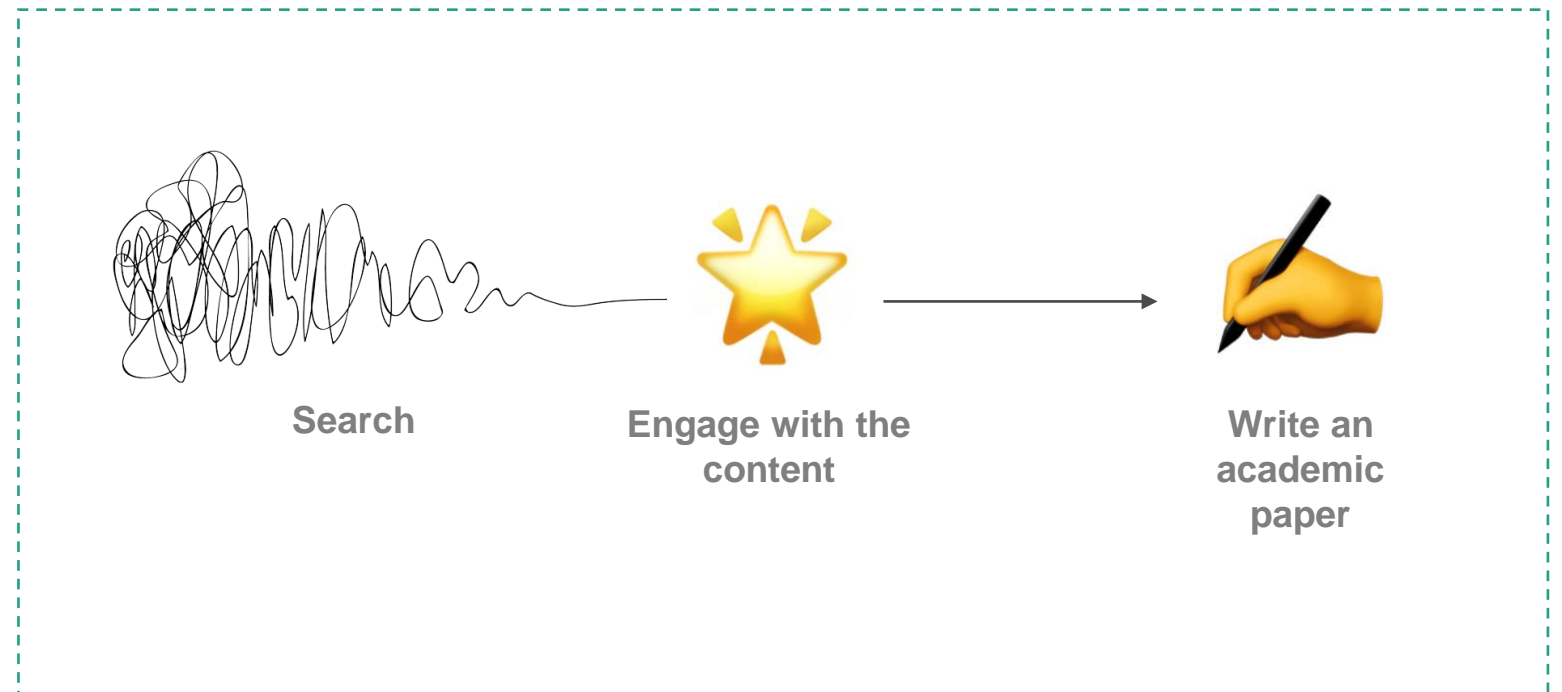 Search
Engage with the
content
Write an
academic
paper